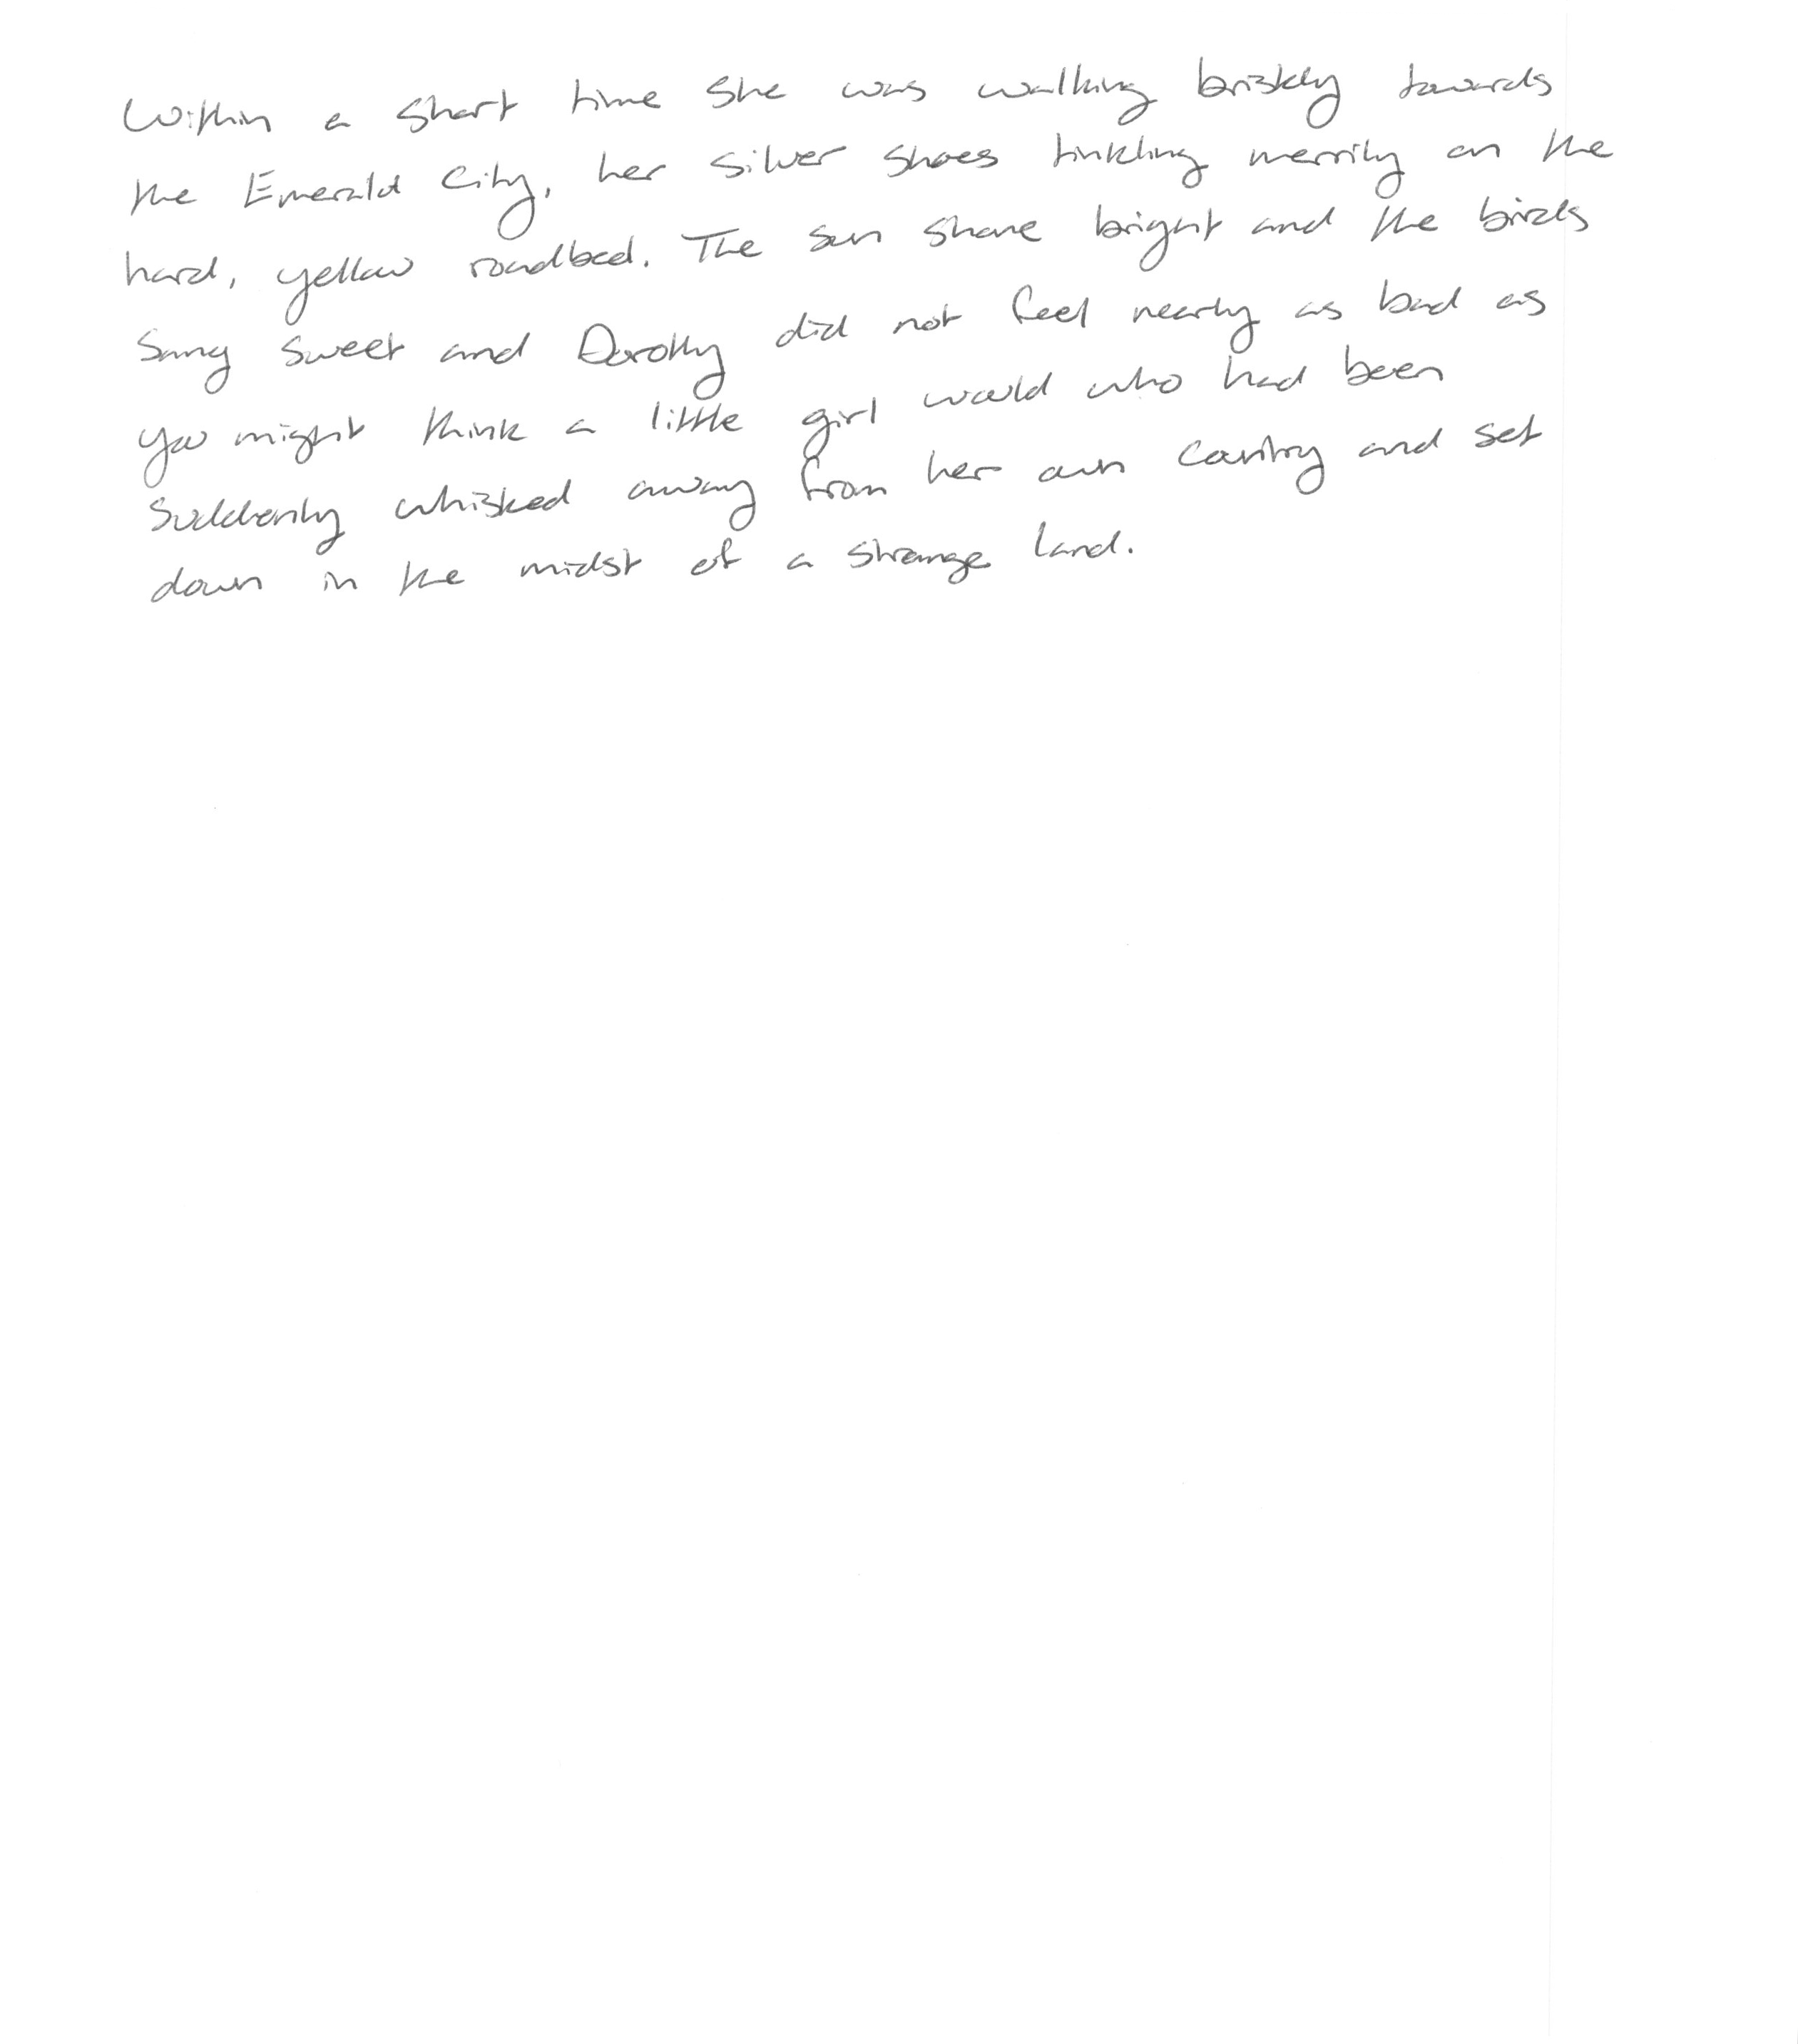 Within a short time she was walking briskly towards
the Emerald City, her silver shoes tinkling merrily on the
hard, yellow roadbed. The sun shone bright and the birds
sang sweet and Dorothy did not feel nearly as bad as
you might think a little girl would who had been
suddenly whisked away from her own country and set
down in the midst of a strange land.